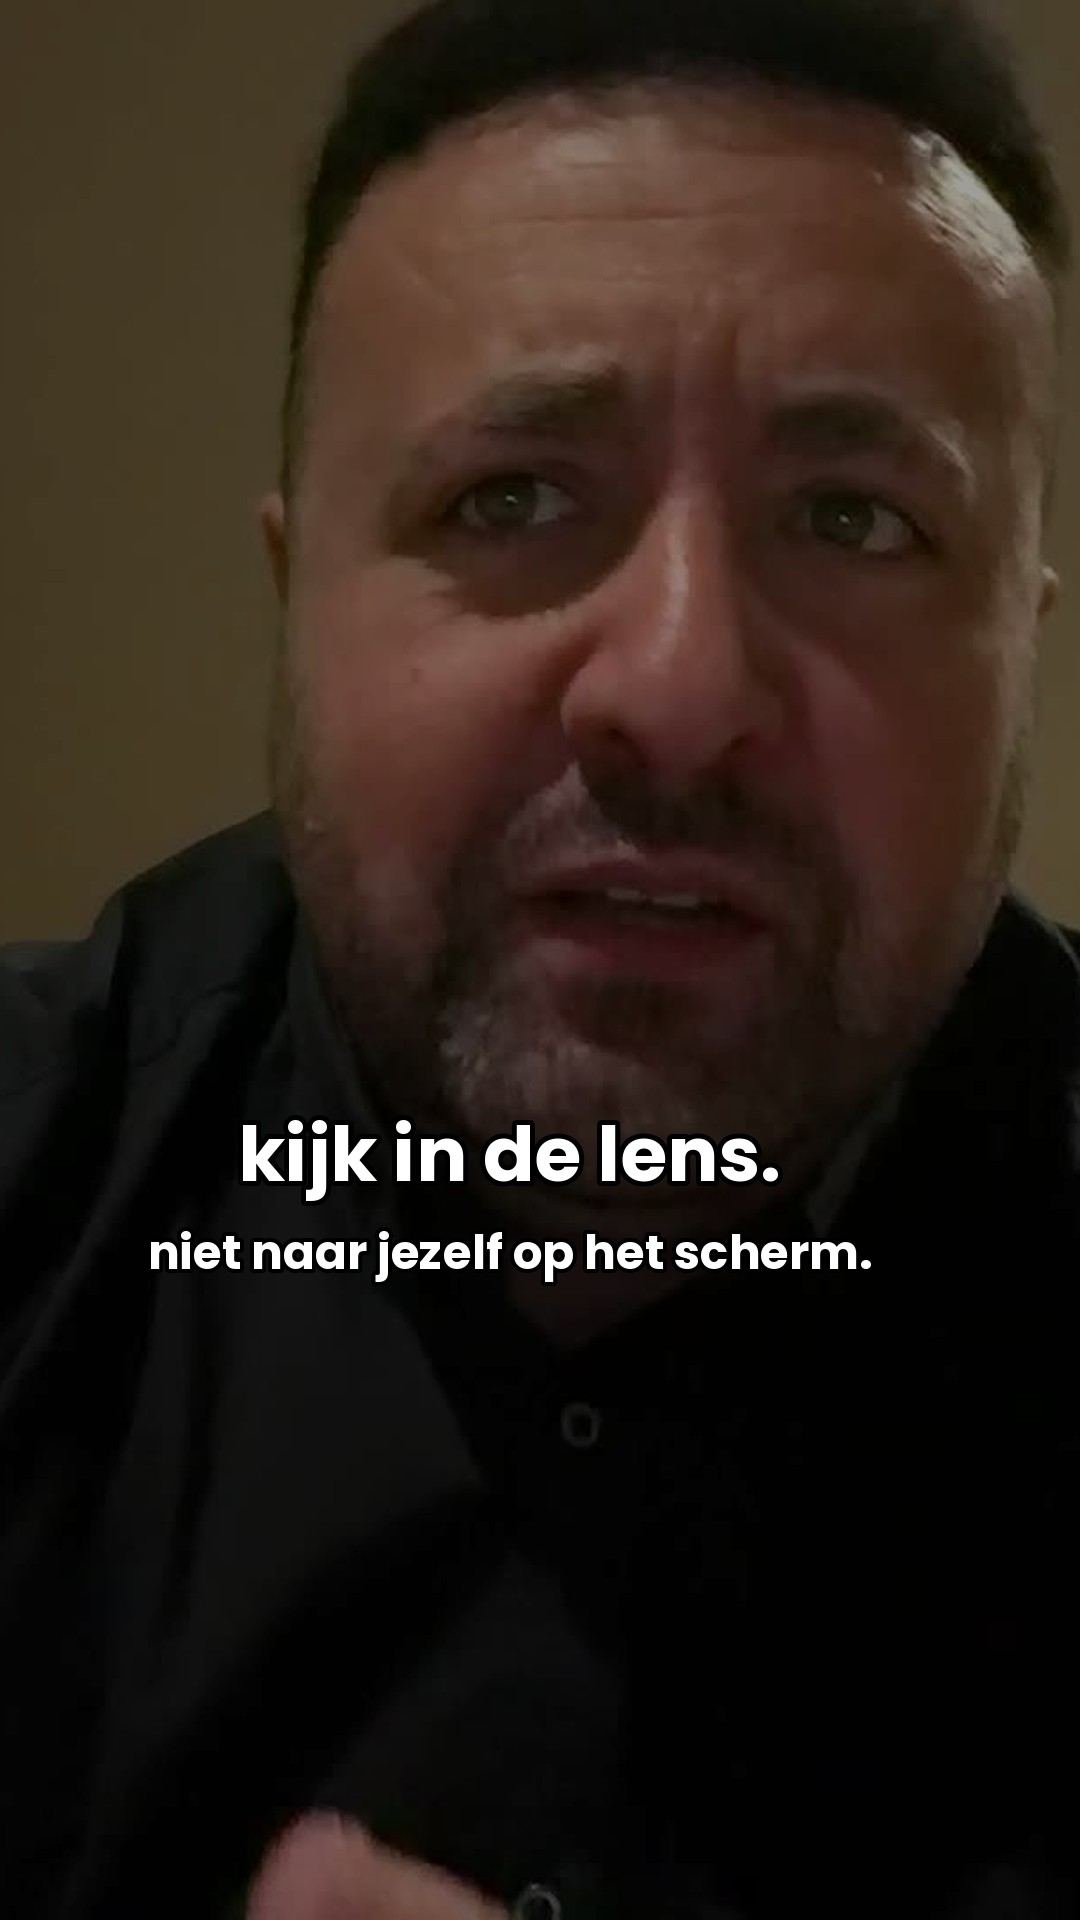 kijk in de lens.
niet naar jezelf op het scherm.